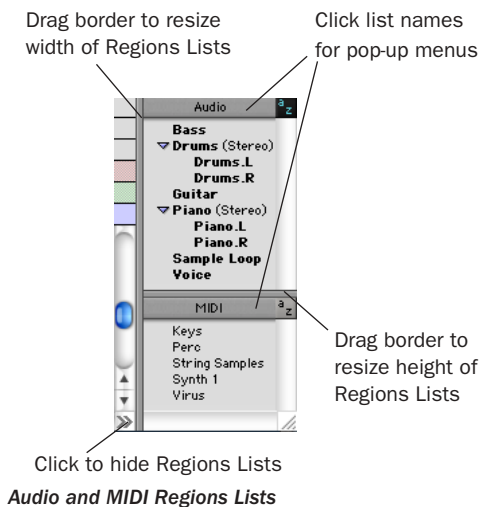 Drag border to resize
width of Regions Lists
Click list names
for pop-up menus
Audio
a z
Bass
Drums (Stereo)
Drums.L
Drums.R
Guitar
Piano (Stereo)
Piano.L
Piano.R
Sample Loop
Voice
MIDI
a z
Keys
Perc
String Samples
Synth 1
Virus
Drag border to
resize height of
Regions Lists
Click to hide Regions Lists
Audio and MIDI Regions Lists